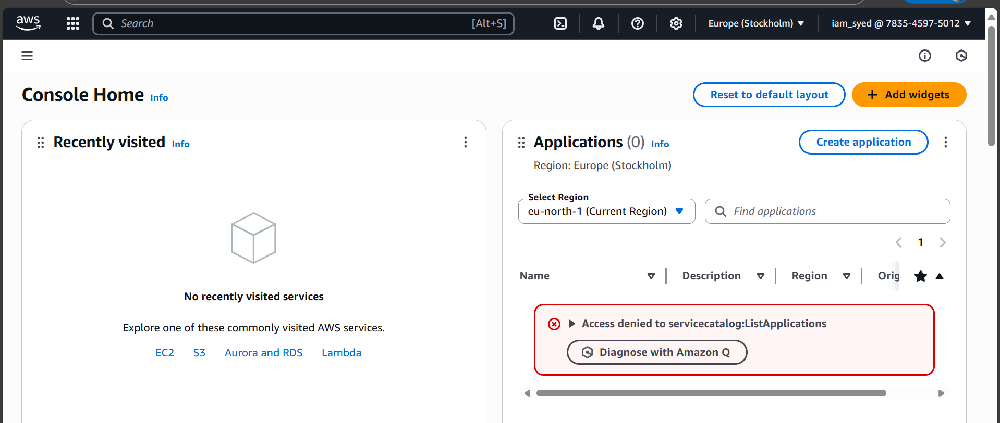 aws
Search [Alt+S]
Europe (Stockholm)
iam_syed @ 7835-4597-5012
Console Home Info
Reset to default layout
Add widgets
Recently visited Info
No recently visited services
Explore one of these commonly visited AWS services.
EC2 S3 Aurora and RDS Lambda
Applications (0) Info
Create application
Region: Europe (Stockholm)
Select Region
eu-north-1 (Current Region)
Find applications
1
Name Description Region Orig
Access denied to servicecatalog:ListApplications
Diagnose with Amazon Q